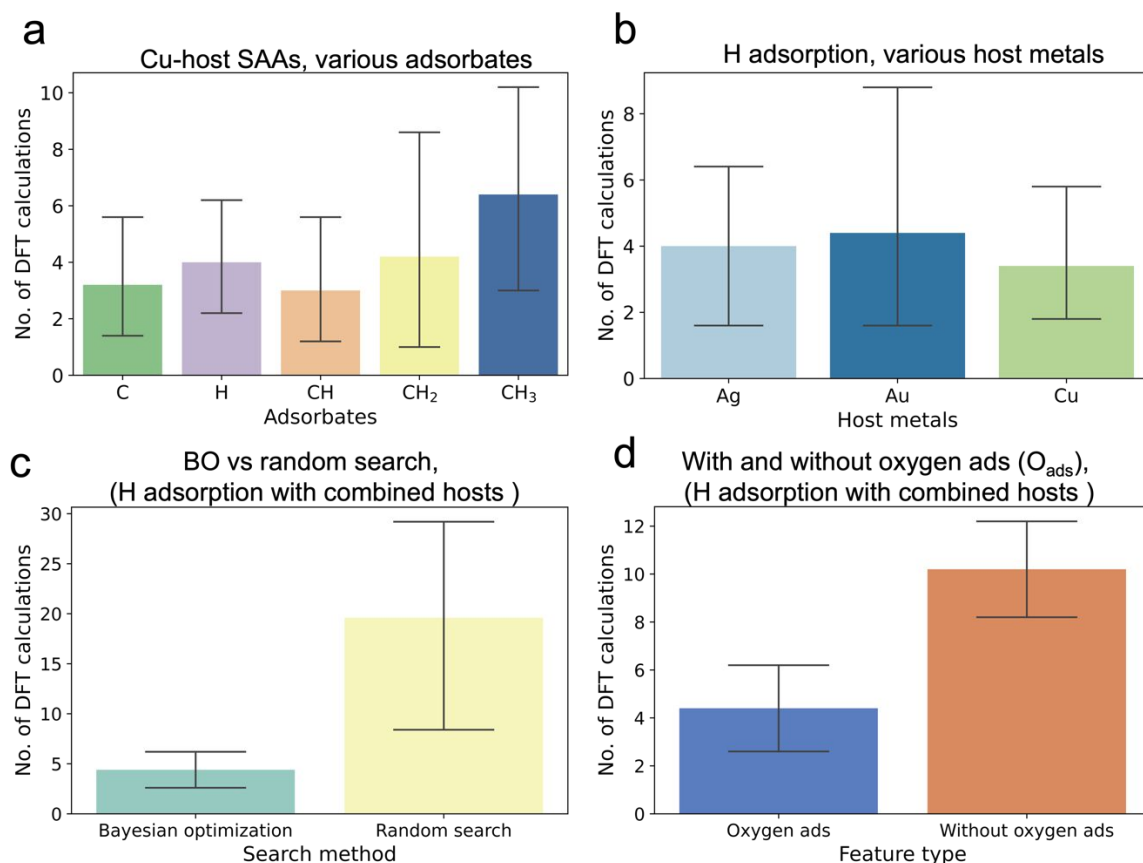 a
Cu-host SAAs, various adsorbates
No. of DFT calculations
10
8
6
4
2
0
C H CH CH₂ CH₃
Adsorbates
b
H adsorption, various host metals
No. of DFT calculations
8
6
4
2
0
Ag Au Cu
Host metals
c
BO vs random search,
(H adsorption with combined hosts )
No. of DFT calculations
30
25
20
15
10
5
0
Bayesian optimization Random search
Search method
d
With and without oxygen ads (Oₐds),
(H adsorption with combined hosts )
No. of DFT calculations
12
10
8
6
4
2
0
Oxygen ads Without oxygen ads
Feature type